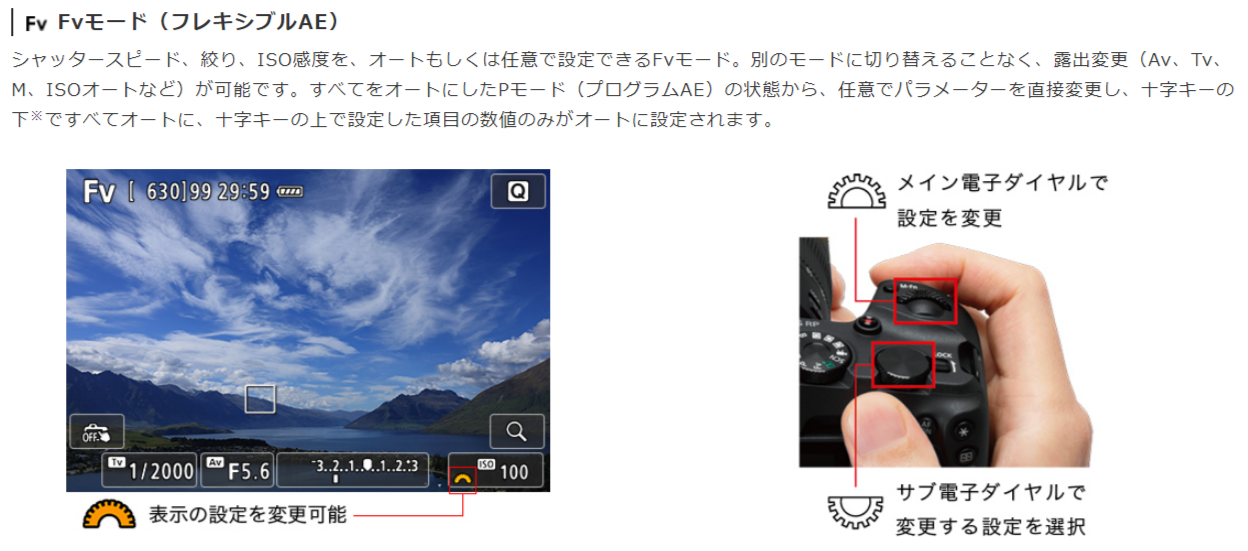 Fv Fvモード（フレキシブルAE）
シャッタースピード、絞り、ISO感度を、オートもしくは任意で設定できるFvモード。別のモードに切り替えることなく、露出変更（Av、Tv、
M、ISOオートなど）が可能です。すべてをオートにしたPモード（プログラムAE）の状態から、任意でパラメーターを直接変更し、十字キーの
下※ですべてオートに、十字キーの上で設定した項目の数値のみがオートに設定されます。
Fv [ 630]99 29:59
Q
OFF
Tv 1/2000 Av F5.6 -3..2..1..0..1..2..3 ISO 100
表示の設定を変更可能
メイン電子ダイヤルで
設定を変更
M-Fn
RP
LOCK
サブ電子ダイヤルで
変更する設定を選択